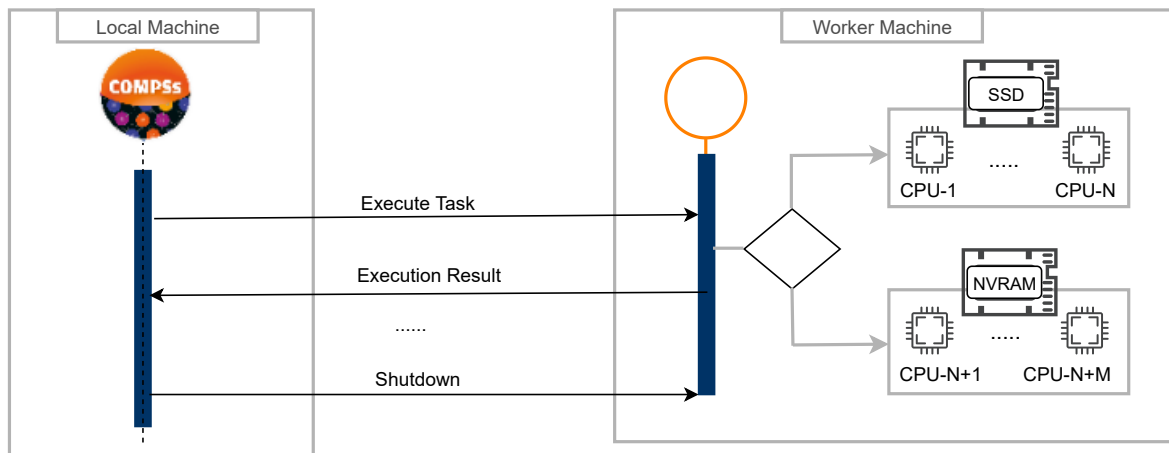 Local Machine
Worker Machine
COMPSs
SSD
.....
CPU-1
CPU-N
Execute Task
Execution Result
NVRAM
......
.....
CPU-N+1
CPU-N+M
Shutdown